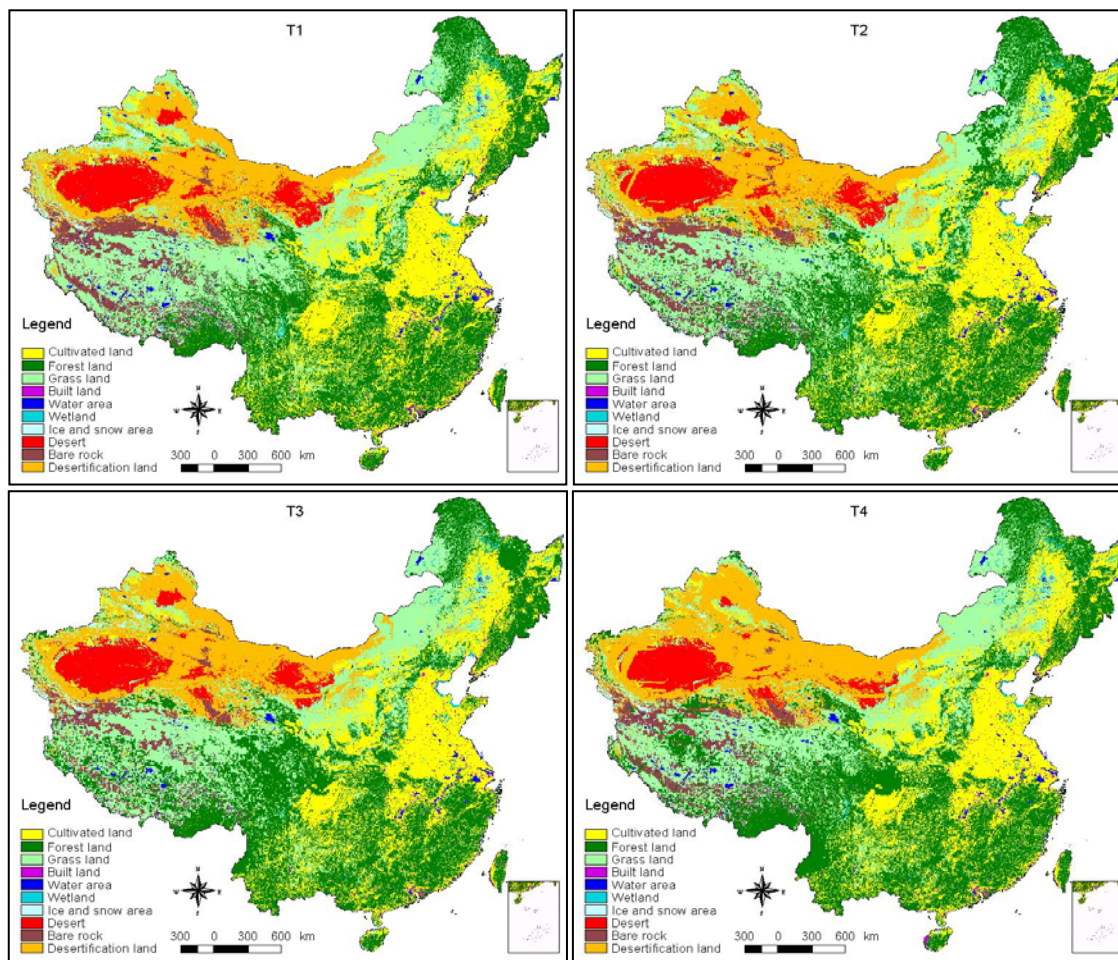 T1
Legend
Cultivated land
Forest land
Grass land
Built land
Water area
Wetland
Ice and snow area
Desert
Bare rock
Desertification land
N
W E
S
300 0 300 600 km
T2
Legend
Cultivated land
Forest land
Grass land
Built land
Water area
Wetland
Ice and snow area
Desert
Bare rock
Desertification land
N
W E
S
300 0 300 600 km
T3
Legend
Cultivated land
Forest land
Grass land
Built land
Water area
Wetland
Ice and snow area
Desert
Bare rock
Desertification land
N
W E
S
300 0 300 600 km
T4
Legend
Cultivated land
Forest land
Grass land
Built land
Water area
Wetland
Ice and snow area
Desert
Bare rock
Desertification land
N
W E
S
300 0 300 600 km